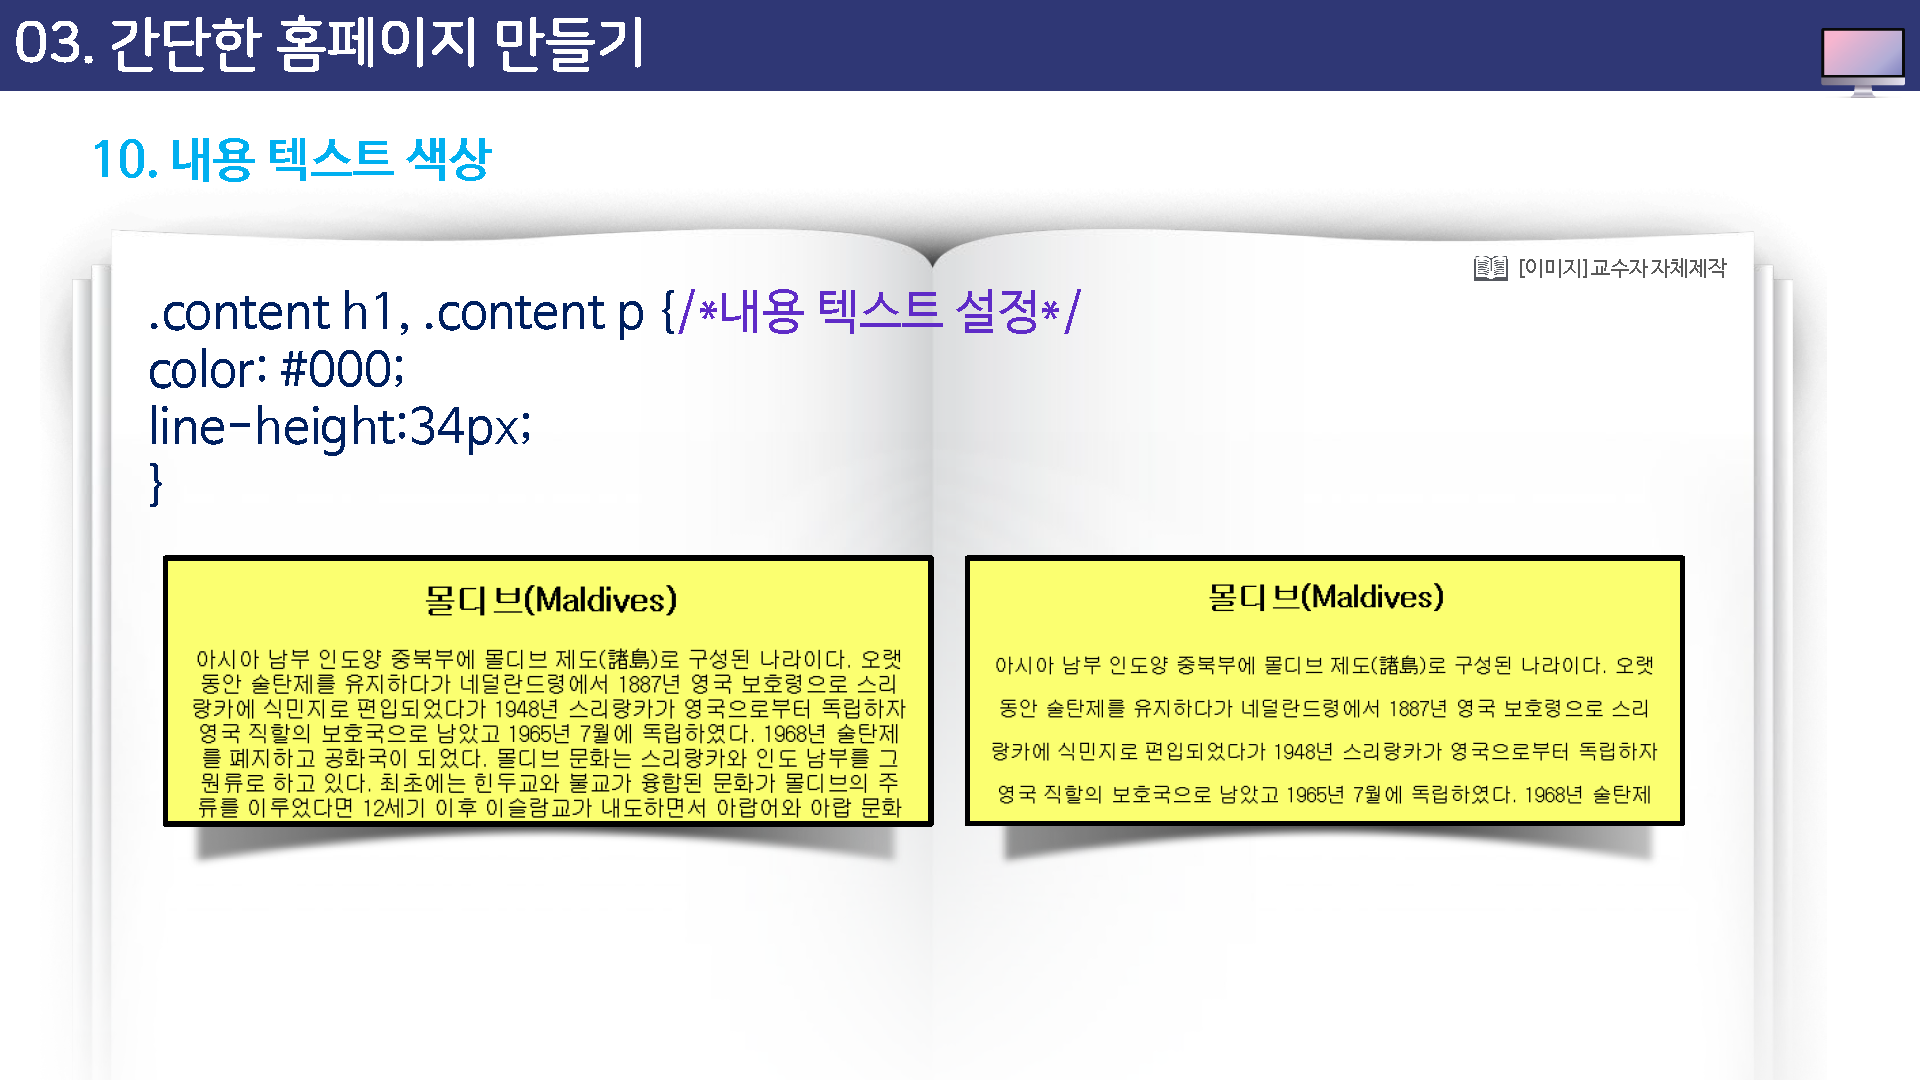 03. 간단한 홈페이지 만들기
10. 내용 텍스트 색상
[이미지] 교수자 자체제작
.content h1, .content p {/*내용 텍스트 설정*/
color: #000;
line-height:34px;
}
몰디브(Maldives)
아시아 남부 인도양 중북부에 몰디브 제도(諸島)로 구성된 나라이다. 오랫
동안 술탄제를 유지하다가 네덜란드령에서 1887년 영국 보호령으로 스리
랑카에 식민지로 편입되었다가 1948년 스리랑카가 영국으로부터 독립하자
영국 직할의 보호국으로 남았고 1965년 7월에 독립하였다. 1968년 술탄제
를 폐지하고 공화국이 되었다. 몰디브 문화는 스리랑카와 인도 남부를 그
원류로 하고 있다. 최초에는 힌두교와 불교가 융합된 문화가 몰디브의 주
류를 이루었다면 12세기 이후 이슬람교가 내도하면서 아랍어와 아랍 문화
몰디브(Maldives)
아시아 남부 인도양 중북부에 몰디브 제도(諸島)로 구성된 나라이다. 오랫
동안 술탄제를 유지하다가 네덜란드령에서 1887년 영국 보호령으로 스리
랑카에 식민지로 편입되었다가 1948년 스리랑카가 영국으로부터 독립하자
영국 직할의 보호국으로 남았고 1965년 7월에 독립하였다. 1968년 술탄제